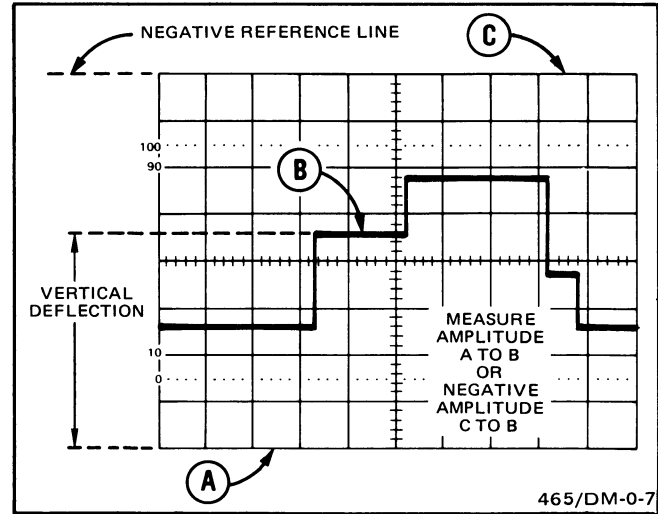 NEGATIVE REFERENCE LINE
C
100
90
B
VERTICAL
DEFLECTION
MEASURE
AMPLITUDE
A TO B
OR
NEGATIVE
AMPLITUDE
C TO B
10
0
A
465/DM-0-7